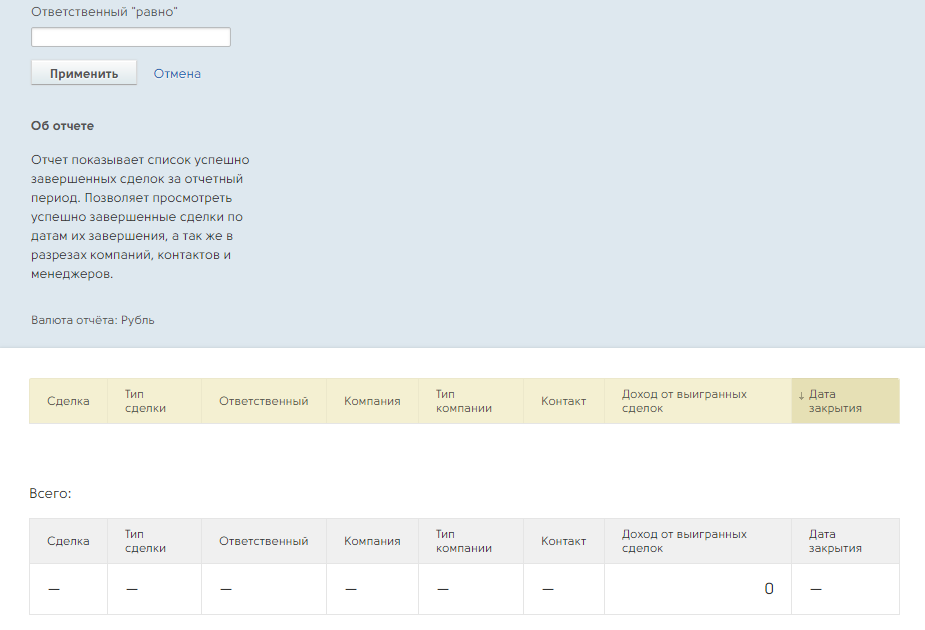 Ответственный "равно"
Применить Отмена
Об отчете
Отчет показывает список успешно
завершенных сделок за отчетный
период. Позволяет просмотреть
успешно завершенные сделки по
датам их завершения, а так же в
разрезах компаний, контактов и
менеджеров.
Валюта отчёта: Рубль
Сделка
Тип
сделки
Ответственный
Компания
Тип
компании
Контакт
Доход от выигранных
сделок
↓ Дата
закрытия
Всего:
Сделка
Тип
сделки
Ответственный
Компания
Тип
компании
Контакт
Доход от выигранных
сделок
Дата
закрытия
— — — — — — 0 —